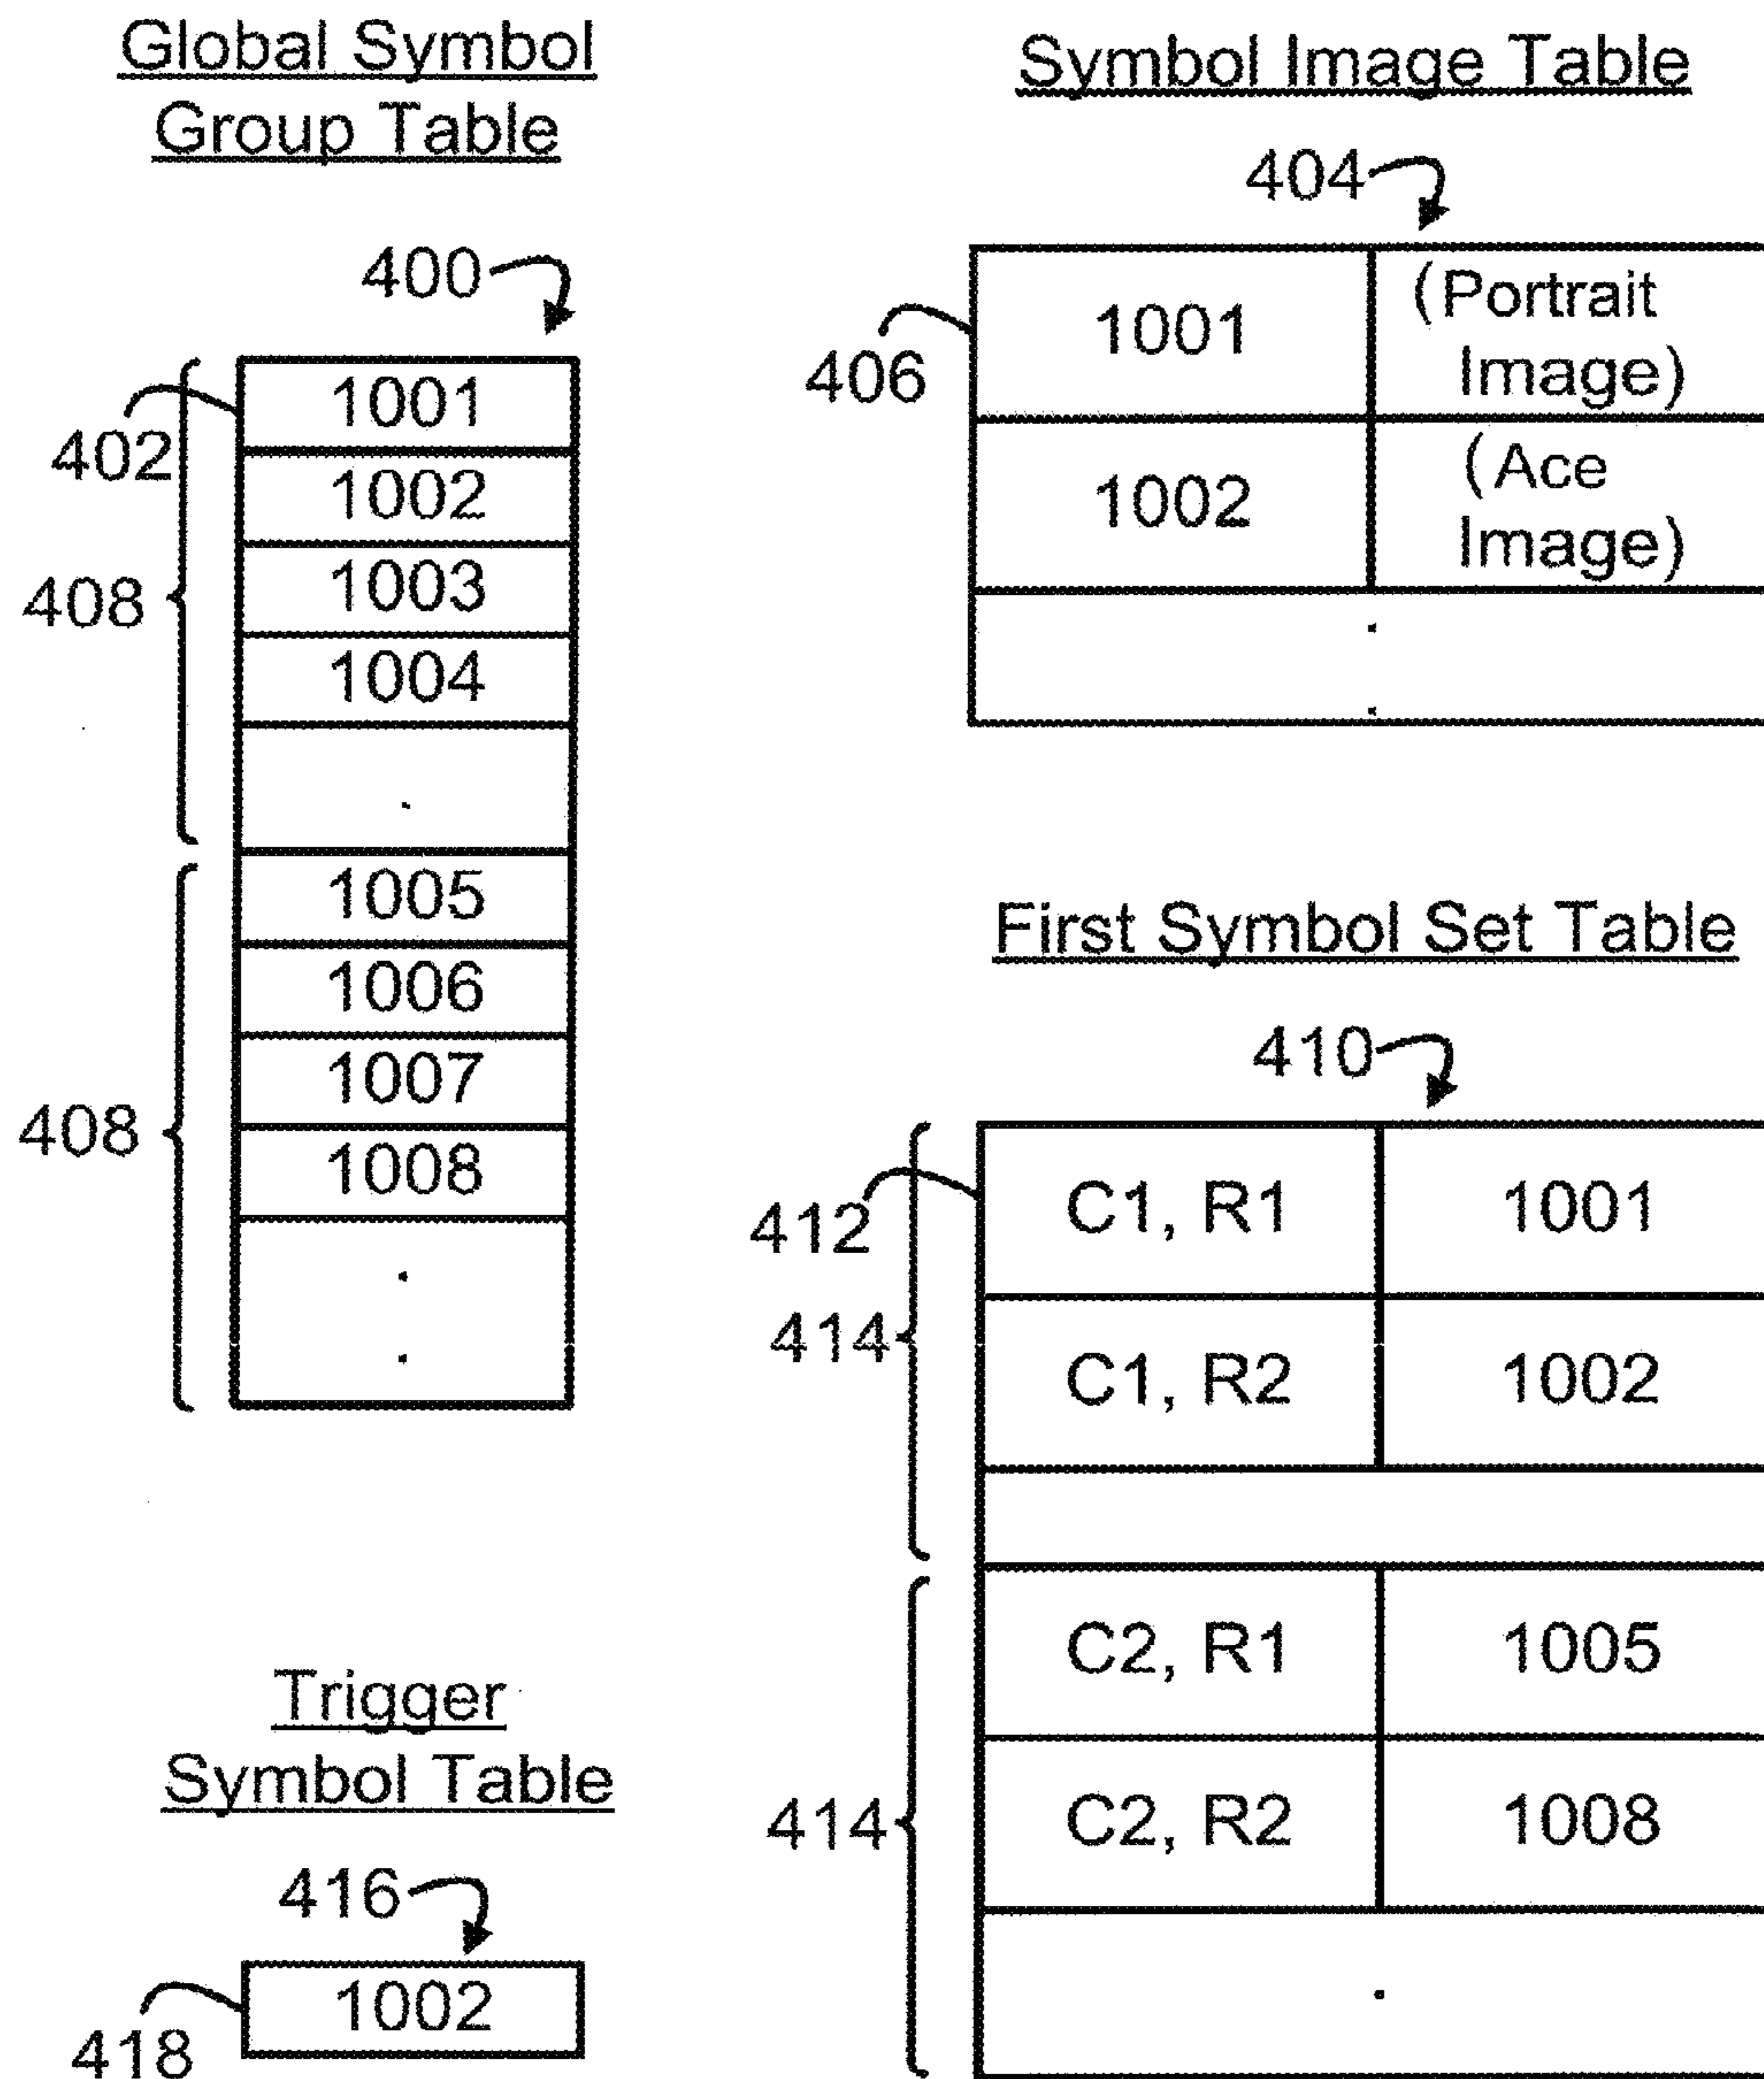 Global Symbol
Group Table
400
402
408
1001
1002
1003
1004
.
408
1005
1006
1007
1008
.
.
Symbol Image Table
404
406
1001 (Portrait
Image)
1002 (Ace
Image)
.
.
First Symbol Set Table
410
412
414
C1, R1 1001
C1, R2 1002
414
C2, R1 1005
C2, R2 1008
.
Trigger
Symbol Table
416
418
1002